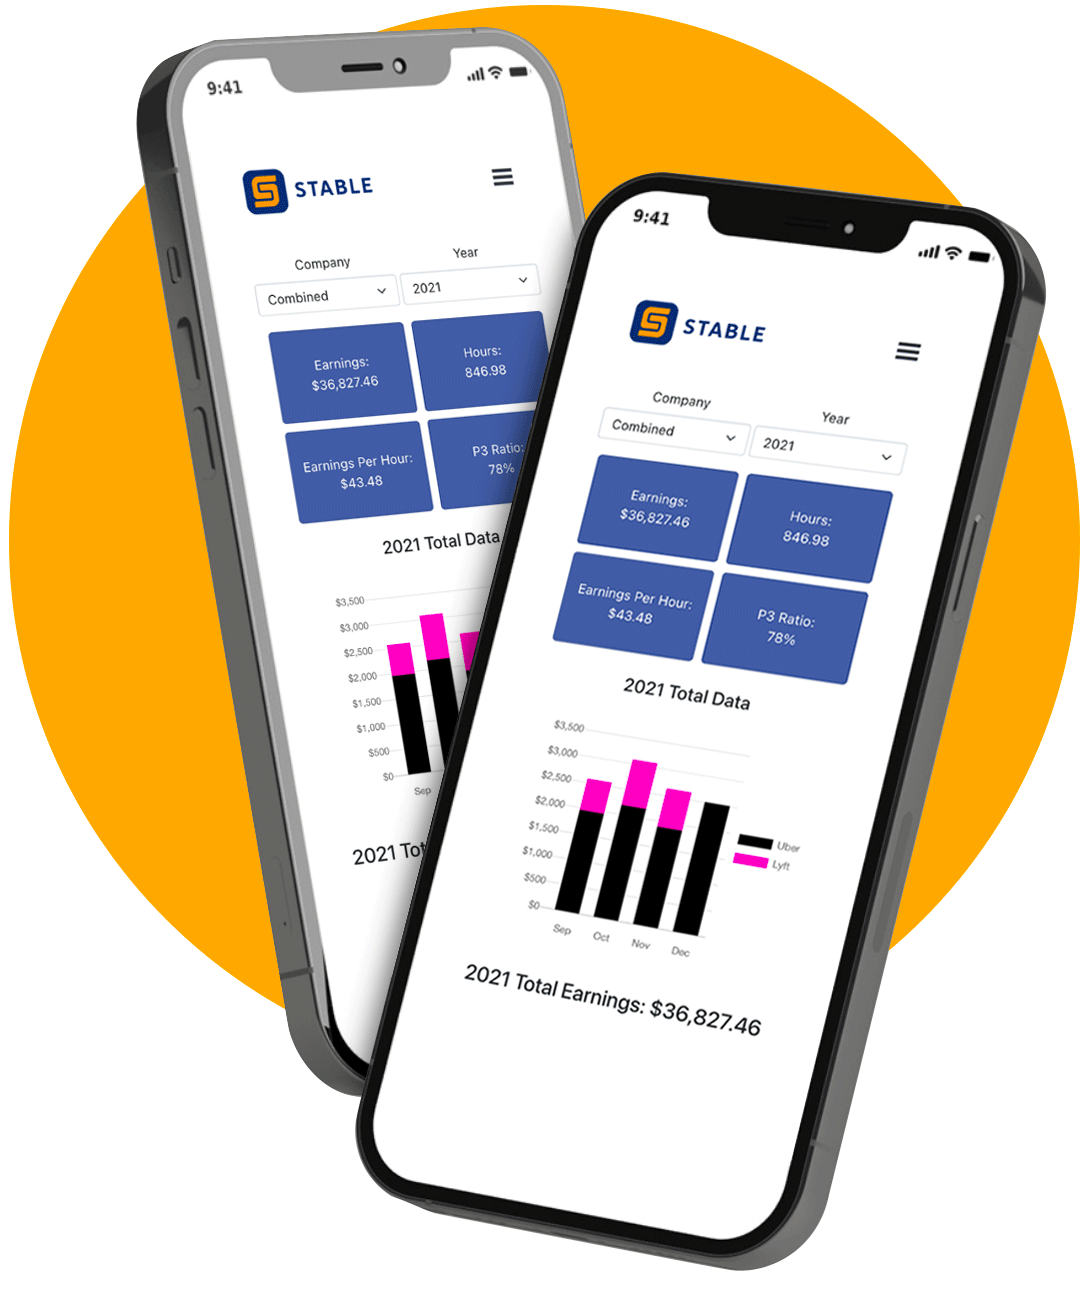 9:41
STABLE
Company
Year
Combined
2021
Earnings:
$36,827.46
Hours:
846.98
Earnings Per Hour:
$43.48
P3 Ratio:
78%
2021 Total Data
$3,500
$3,000
$2,500
$2,000
$1,500
$1,000
$500
$0
Sep
2021 Tot
9:41
STABLE
Company
Year
Combined
2021
Earnings:
$36,827.46
Hours:
846.98
Earnings Per Hour:
$43.48
P3 Ratio:
78%
2021 Total Data
$3,500
$3,000
$2,500
$2,000
$1,500
$1,000
$500
$0
Sep
Oct
Nov
Dec
Uber
Lyft
2021 Total Earnings: $36,827.46